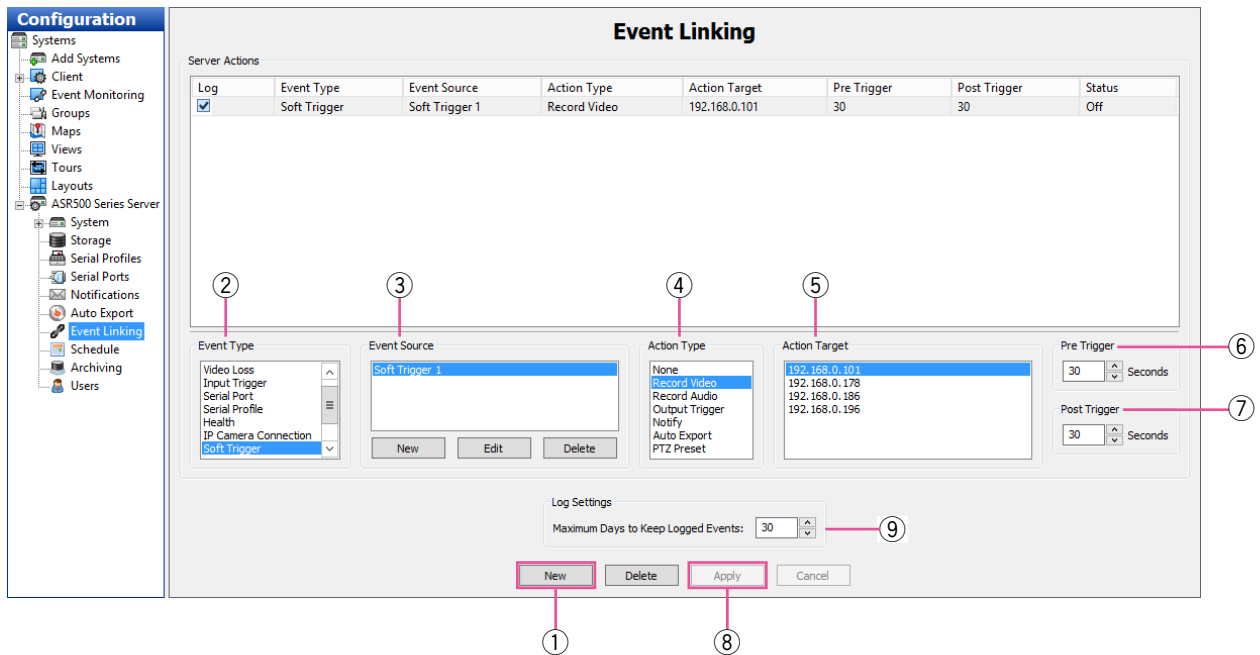 Configuration
Systems
Add Systems
Client
Event Monitoring
Groups
Maps
Views
Tours
Layouts
ASR500 Series Server
System
Storage
Serial Profiles
Serial Ports
Notifications
Auto Export
Event Linking
Schedule
Archiving
Users
Event Linking
Server Actions
Log Event Type Event Source Action Type Action Target Pre Trigger Post Trigger Status
Soft Trigger Soft Trigger 1 Record Video 192.168.0.101 30 30 Off
② ③ ④ ⑤
Event Type
Video Loss
Input Trigger
Serial Port
Serial Profile
Health
IP Camera Connection
Soft Trigger
Event Source
Soft Trigger 1
New Edit Delete
Action Type
None
Record Video
Record Audio
Output Trigger
Notify
Auto Export
PTZ Preset
Action Target
192.168.0.101
192.168.0.178
192.168.0.186
192.168.0.196
Pre Trigger ⑥
30 Seconds
Post Trigger ⑦
30 Seconds
Log Settings
Maximum Days to Keep Logged Events: 30 ⑨
New Delete Apply Cancel
① ⑧